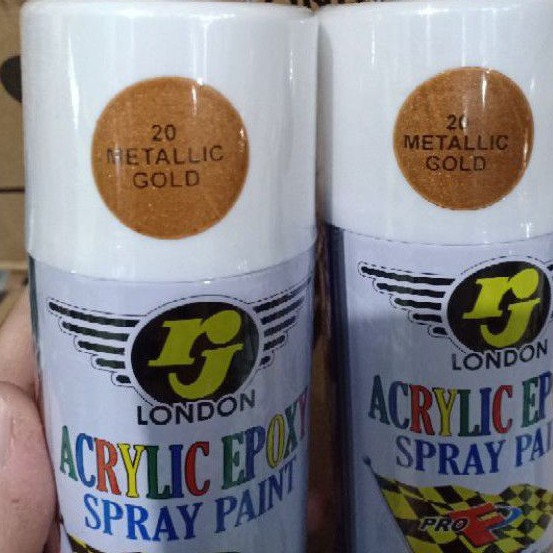 20
METALLIC
GOLD
rj
LONDON
ACRYLIC EPOXY
SPRAY PAINT
20
METALLIC
GOLD
rj
LONDON
ACRYLIC EP
SPRAY PAI
PRO